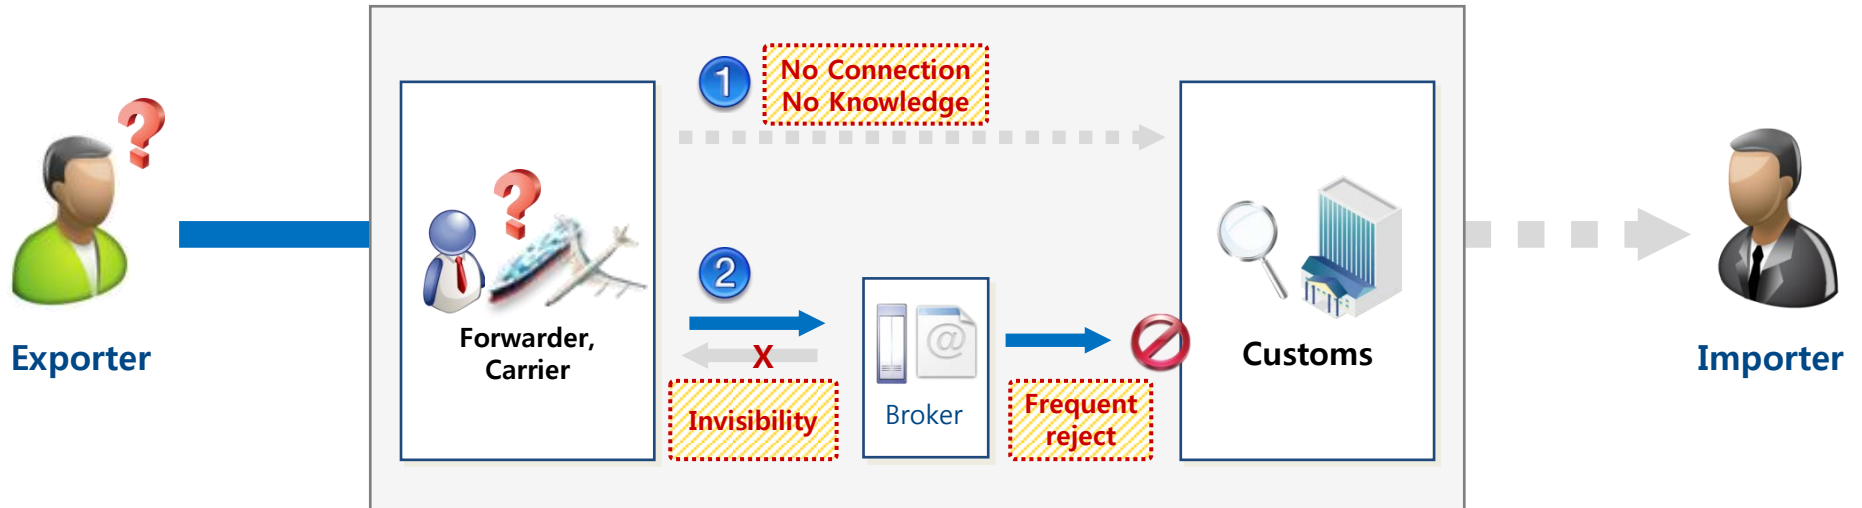 Exporter
1
No Connection
No Knowledge
Forwarder,
Carrier
2
X
Invisibility
@
Broker
Frequent
reject
Customs
Importer